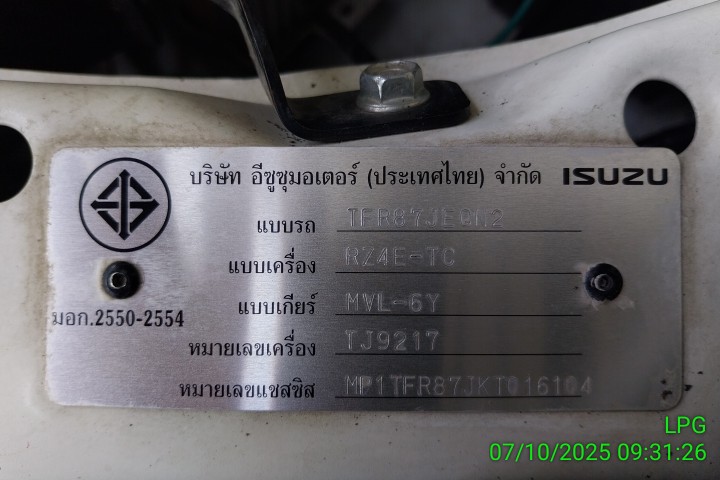 บริษัท อีซูซุมอเตอร์ (ประเทศไทย) จำกัด ISUZU
แบบรถ
แบบเครื่อง RZ4E-TC
แบบเกียร์ MVL-6Y
มอก.2550-2554
หมายเลขเครื่อง TJ9217
หมายเลขแชสซิส MP1TFR87JKT016104
LPG
07/10/2025 09:31:26